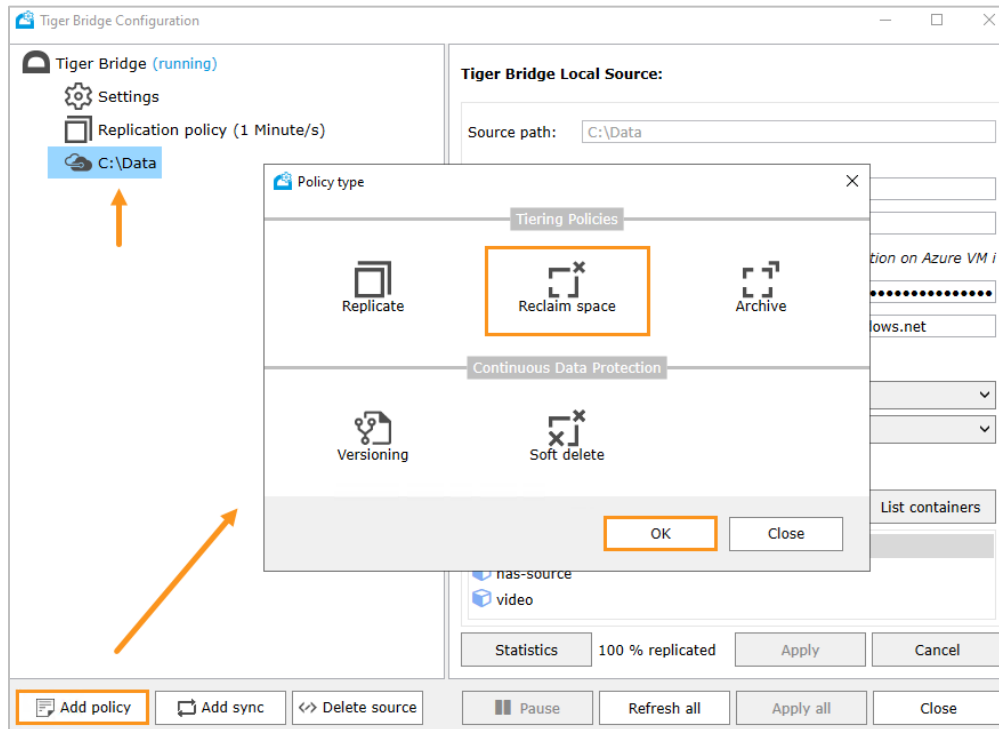 Tiger Bridge Configuration
Tiger Bridge (running)
Settings
Replication policy (1 Minute/s)
C:\Data
Tiger Bridge Local Source:
Source path: C:\Data
Policy type
Tiering Policies
Replicate
Reclaim space
Archive
Continuous Data Protection
Versioning
Soft delete
OK
Close
tion on Azure VM i
lows.net
List containers
nas-source
video
Statistics
100 % replicated
Apply
Cancel
Add policy
Add sync
Delete source
Pause
Refresh all
Apply all
Close